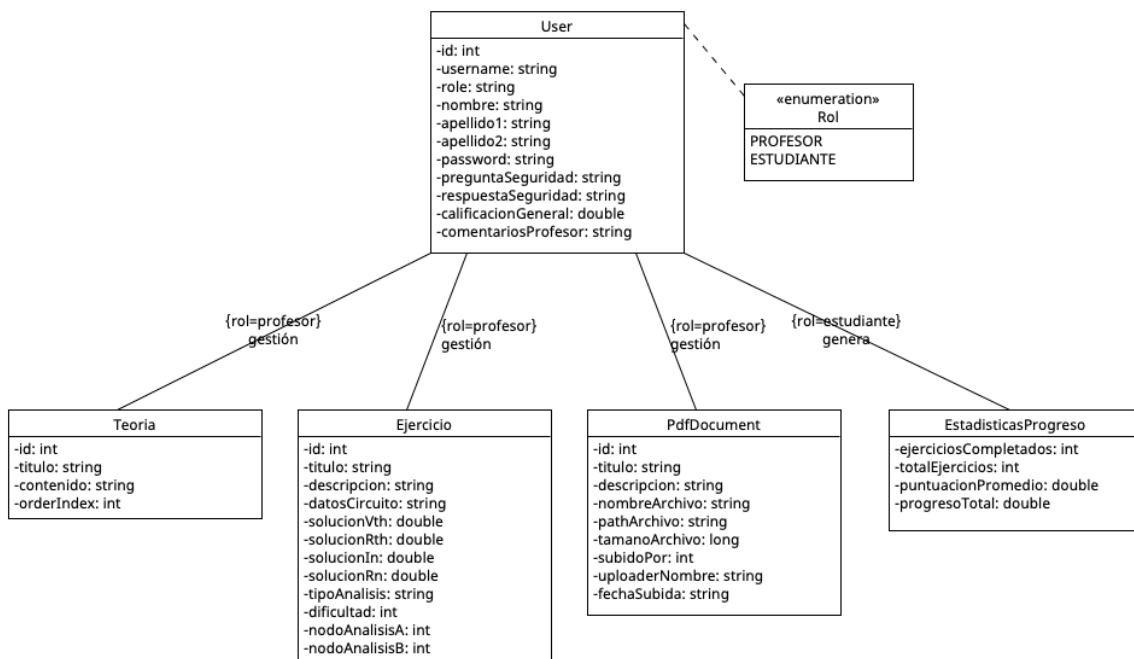 User
-id: int
-username: string
-role: string
-nombre: string
-apellido1: string
-apellido2: string
-password: string
-preguntaSeguridad: string
-respuestaSeguridad: string
-calificacionGeneral: double
-comentariosProfesor: string
«enumeration»
Rol
PROFESOR
ESTUDIANTE
{rol=profesor}
gestión
{rol=profesor}
gestión
{rol=profesor}
gestión
{rol=estudiante}
genera
Teoria
-id: int
-titulo: string
-contenido: string
-orderIndex: int
Ejercicio
-id: int
-titulo: string
-descripcion: string
-datosCircuito: string
-solucionVth: double
-solucionRth: double
-solucionIn: double
-solucionRn: double
-tipoAnalisis: string
-dificultad: int
-nodoAnalisisA: int
-nodoAnalisisB: int
PdfDocument
-id: int
-titulo: string
-descripcion: string
-nombreArchivo: string
-pathArchivo: string
-tamanoArchivo: long
-subidoPor: int
-uploaderNombre: string
-fechaSubida: string
EstadisticasProgreso
-ejerciciosCompletados: int
-totalEjercicios: int
-puntuacionPromedio: double
-progresoTotal: double